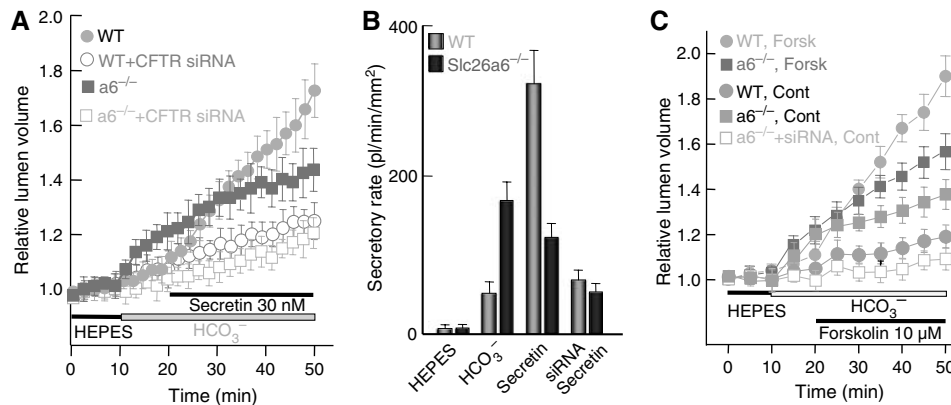 A
Relative lumen volume
2.0
1.8
1.6
1.4
1.2
1.0
WT
WT+CFTR siRNA
a6−/−
a6−/−+CFTR siRNA
Secretin 30 nM
HEPES
HCO3−
0 10 20 30 40 50
Time (min)
B
Secretory rate (pl/min/mm2)
400
200
0
WT
Slc26a6−/−
HEPES
HCO3−
Secretin
siRNA
Secretin
C
Relative lumen volume
2.0
1.8
1.6
1.4
1.2
1.0
WT, Forsk
a6−/−, Forsk
WT, Cont
a6−/−, Cont
a6−/−+siRNA, Cont
HEPES
HCO3−
Forskolin 10 µM
0 10 20 30 40 50
Time (min)